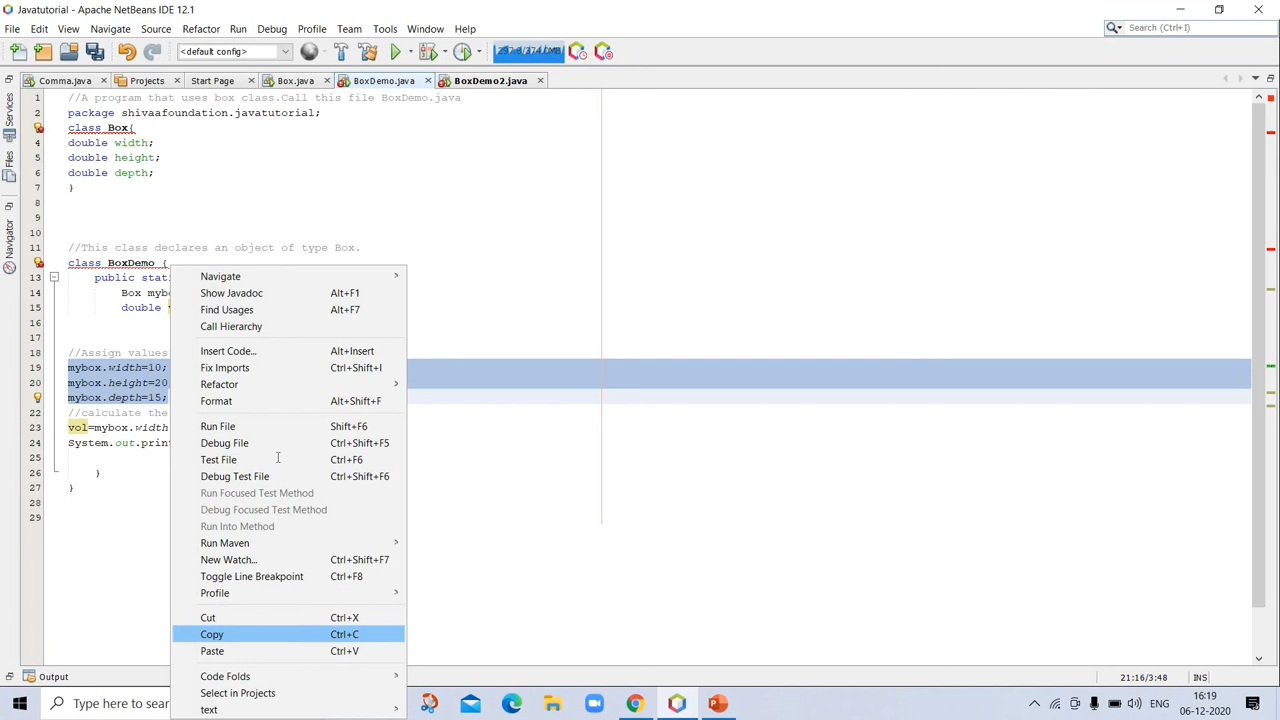 Javatutorial - Apache NetBeans IDE 12.1
File Edit View Navigate Source Refactor Run Debug Profile Team Tools Window Help
Search (Ctrl+I)
<default config>
Comma.java Projects Start Page Box.java BoxDemo.java BoxDemo2.java
Services
Files
Navigator
1 //A program that uses box class.Call this file BoxDemo.java
2 package shivaafoundation.javatutorial;
class Box{
4 double width;
5 double height;
6 double depth;
7 }
8
9
10
11 //This class declares an object of type Box.
class BoxDemo {
13 public stat
14 Box mybo
15 double
16
17
18 //Assign values
19 mybox.width=10;
20 mybox.height=20
mybox.depth=15;
22 //calculate the
23 vol=mybox.width
24 System.out.print
25
26 }
27 }
28
29
Navigate
Show Javadoc Alt+F1
Find Usages Alt+F7
Call Hierarchy
Insert Code... Alt+Insert
Fix Imports Ctrl+Shift+I
Refactor
Format Alt+Shift+F
Run File Shift+F6
Debug File Ctrl+Shift+F5
Test File Ctrl+F6
Debug Test File Ctrl+Shift+F6
Run Focused Test Method
Debug Focused Test Method
Run Into Method
Run Maven
New Watch... Ctrl+Shift+F7
Toggle Line Breakpoint Ctrl+F8
Profile
Cut Ctrl+X
Copy Ctrl+C
Paste Ctrl+V
Code Folds
Select in Projects
text
Output
21:16/3:48 INS
Type here to sear
ENG
16:19
06-12-2020